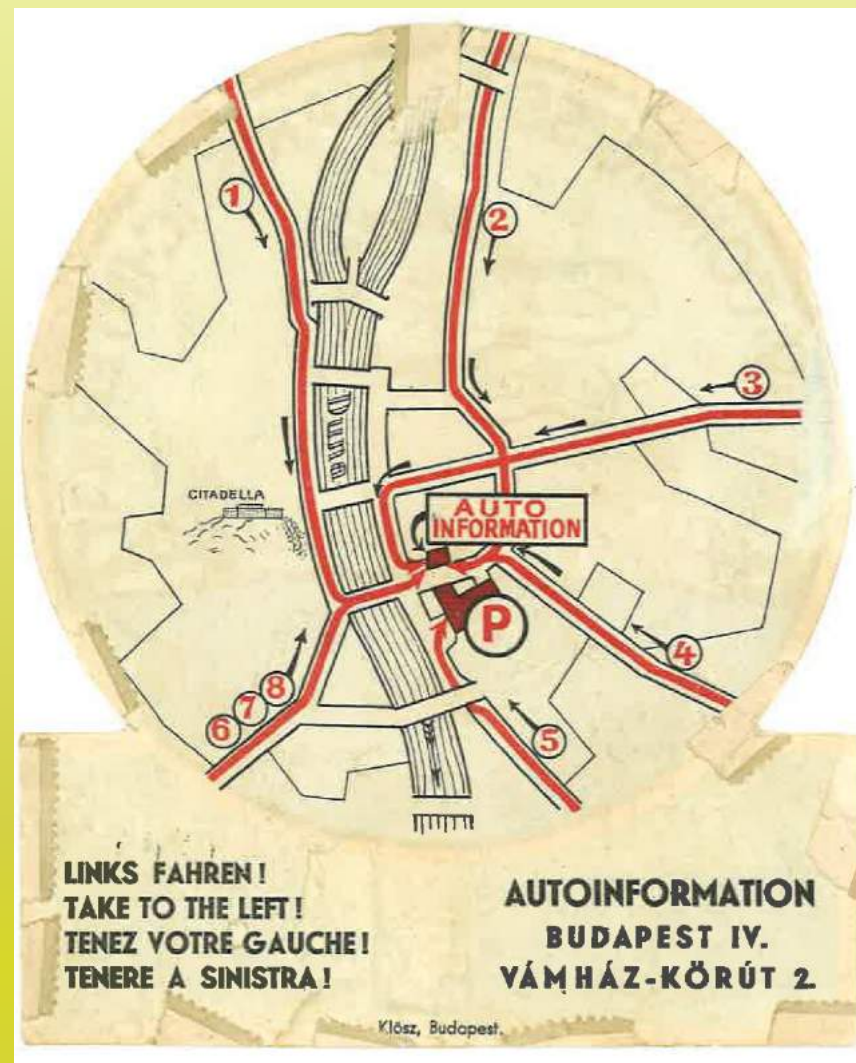 1
2
3
Duna
CITADELLA
AUTO
INFORMATION
P
4
8
7
6
5
LINKS FAHREN!
TAKE TO THE LEFT!
TENEZ VOTRE GAUCHE!
TENERE A SINISTRA!
AUTOINFORMATION
BUDAPEST IV.
VÁMHÁZ-KÖRÚT 2.
Klösz, Budapest.